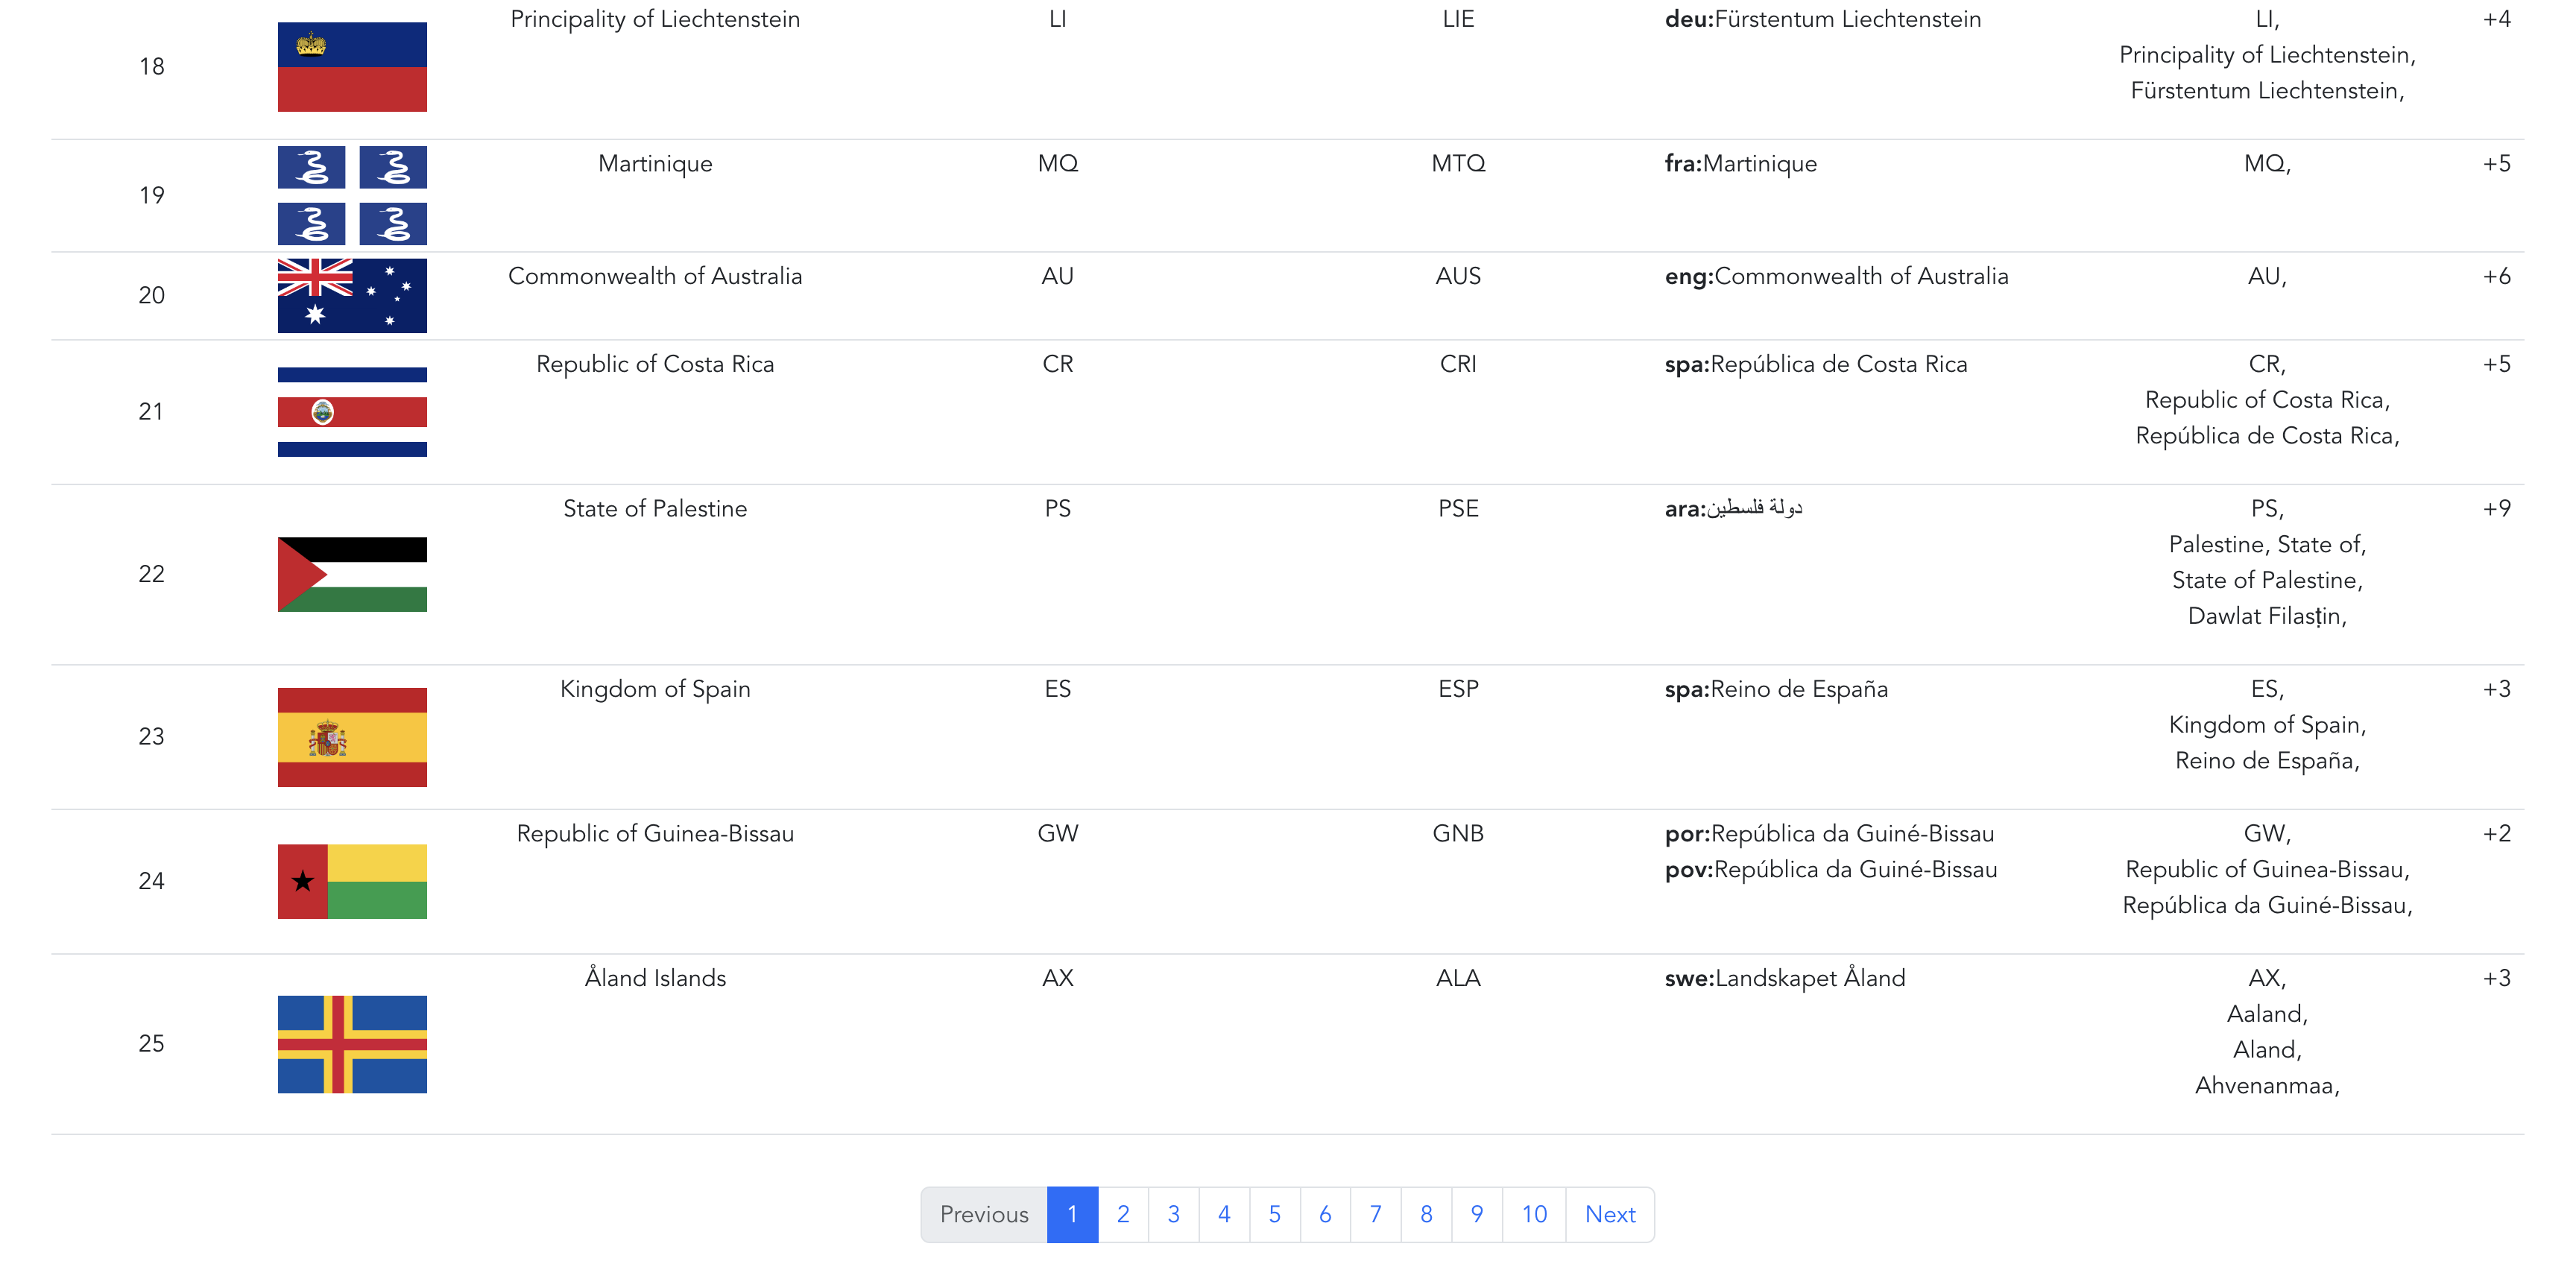 Principality of Liechtenstein LI LIE deu:Fürstentum Liechtenstein LI, +4
Principality of Liechtenstein,
18
Fürstentum Liechtenstein,
Martinique MQ MTQ fra:Martinique MQ, +5
19
Commonwealth of Australia AU AUS eng:Commonwealth of Australia AU, +6
20
Republic of Costa Rica CR CRI spa:República de Costa Rica CR, +5
Republic of Costa Rica,
21
República de Costa Rica,
State of Palestine PS PSE ara:دولة فلسطين PS, +9
Palestine, State of,
22 State of Palestine,
Dawlat Filasṭin,
Kingdom of Spain ES ESP spa:Reino de España ES, +3
Kingdom of Spain,
23
Reino de España,
Republic of Guinea-Bissau GW GNB por:República da Guiné-Bissau GW, +2
pov:República da Guiné-Bissau Republic of Guinea-Bissau,
24
República da Guiné-Bissau,
Åland Islands AX ALA swe:Landskapet Åland AX, +3
Aaland,
25 Aland,
Ahvenanmaa,
Previous 1 2 3 4 5 6 7 8 9 10 Next